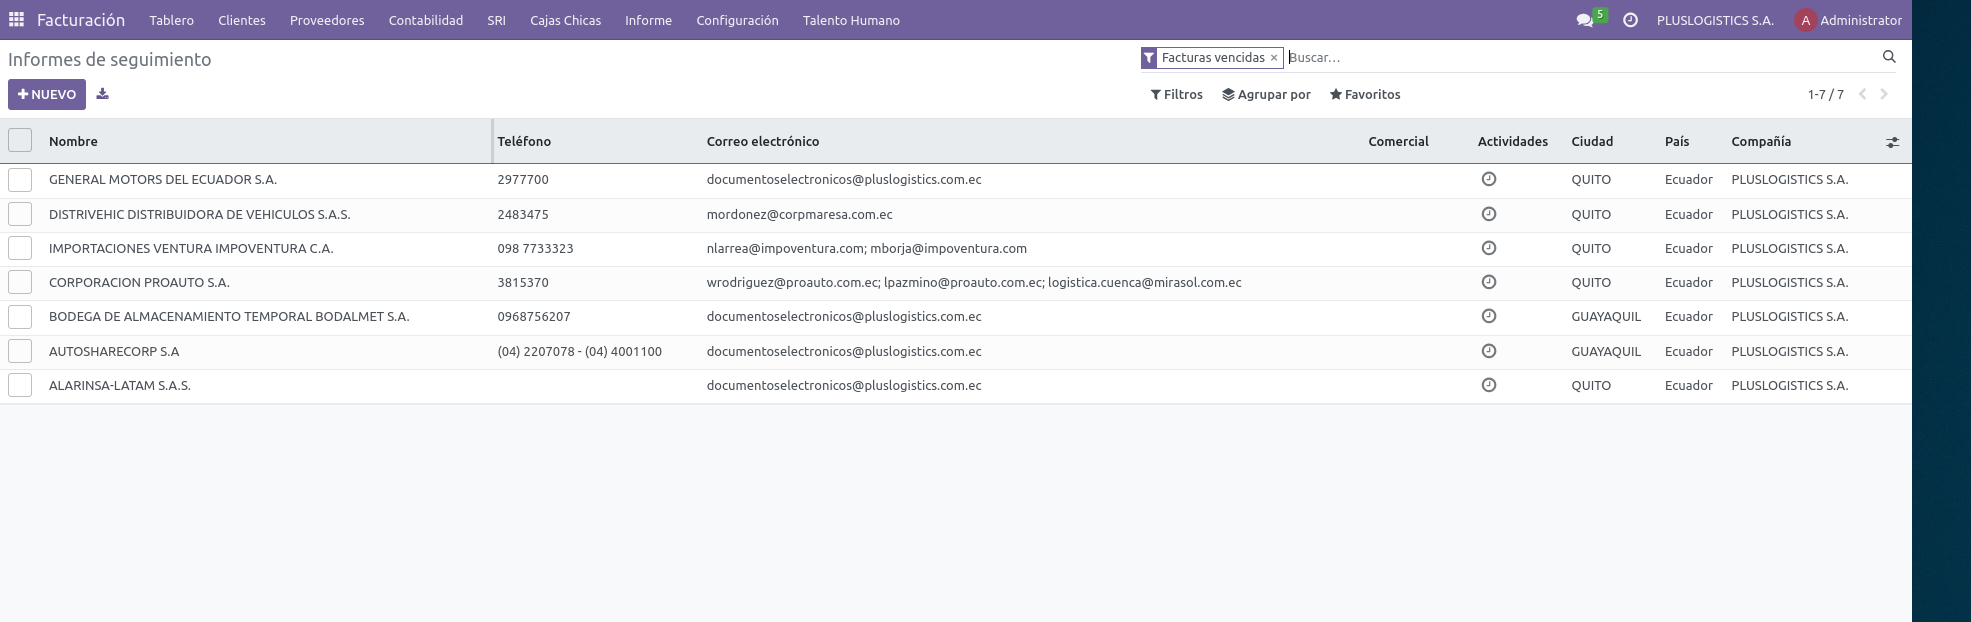 Facturación Tablero Clientes Proveedores Contabilidad SRI Cajas Chicas Informe Configuración Talento Humano 5 PLUSLOGISTICS S.A. A Administrator
Informes de seguimiento Facturas vencidas × Buscar...
+ NUEVO Filtros Agrupar por Favoritos 1-7 / 7
Nombre Teléfono Correo electrónico Comercial Actividades Ciudad País Compañía
GENERAL MOTORS DEL ECUADOR S.A. 2977700 documentoselectronicos@pluslogistics.com.ec QUITO Ecuador PLUSLOGISTICS S.A.
DISTRIVEHIC DISTRIBUIDORA DE VEHICULOS S.A.S. 2483475 mordonez@corpmaresa.com.ec QUITO Ecuador PLUSLOGISTICS S.A.
IMPORTACIONES VENTURA IMPOVENTURA C.A. 098 7733323 nlarrea@impoventura.com; mborja@impoventura.com QUITO Ecuador PLUSLOGISTICS S.A.
CORPORACION PROAUTO S.A. 3815370 wrodriguez@proauto.com.ec; lpazmino@proauto.com.ec; logistica.cuenca@mirasol.com.ec QUITO Ecuador PLUSLOGISTICS S.A.
BODEGA DE ALMACENAMIENTO TEMPORAL BODALMET S.A. 0968756207 documentoselectronicos@pluslogistics.com.ec GUAYAQUIL Ecuador PLUSLOGISTICS S.A.
AUTOSHARECORP S.A (04) 2207078 - (04) 4001100 documentoselectronicos@pluslogistics.com.ec GUAYAQUIL Ecuador PLUSLOGISTICS S.A.
ALARINSA-LATAM S.A.S. documentoselectronicos@pluslogistics.com.ec QUITO Ecuador PLUSLOGISTICS S.A.